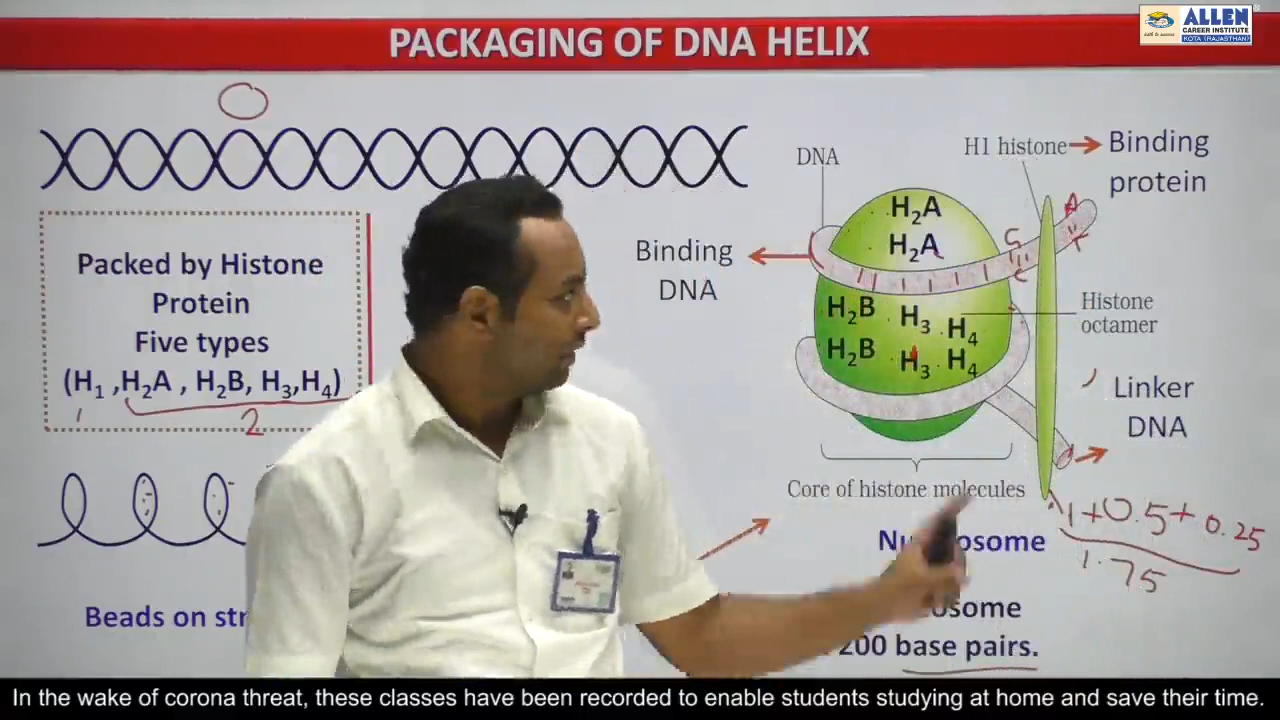 ALLEN
CAREER INSTITUTE
KOTA (RAJASTHAN)
PACKAGING OF DNA HELIX
Packed by Histone
Protein
Five types
(H₁ ,H₂A , H₂B, H₃,H₄)
1
2
Beads on str
DNA
H1 histone
Binding
protein
Binding
DNA
H₂A
H₂A
H₂B H₃ H₄
H₂B H₃ H₄
G
C
A
T
Histone
octamer
Linker
DNA
Core of histone molecules
1+0.5+0.25
1.75
osome
200 base pairs.
In the wake of corona threat, these classes have been recorded to enable students studying at home and save their time.